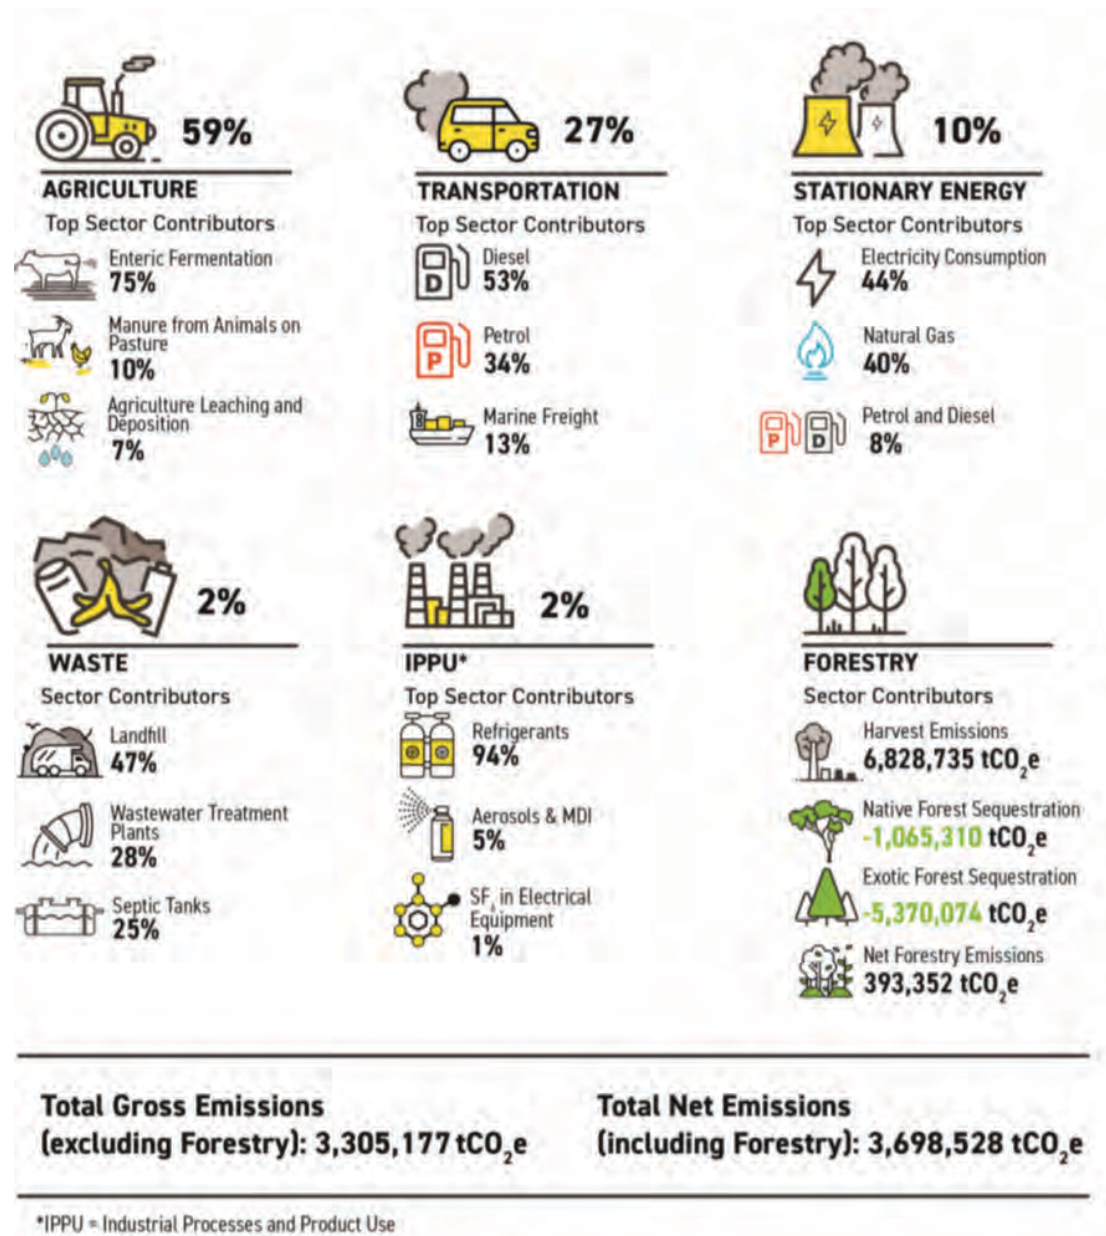 59%
AGRICULTURE
Top Sector Contributors
Enteric Fermentation
75%
Manure from Animals on
Pasture
10%
Agriculture Leaching and
Deposition
7%
27%
TRANSPORTATION
Top Sector Contributors
D
Diesel
53%
P
Petrol
34%
Marine Freight
13%
10%
STATIONARY ENERGY
Top Sector Contributors
Electricity Consumption
44%
Natural Gas
40%
P D
Petrol and Diesel
8%
2%
WASTE
Sector Contributors
Landfill
47%
Wastewater Treatment
Plants
28%
Septic Tanks
25%
2%
IPPU*
Top Sector Contributors
Refrigerants
94%
Aerosols & MDI
5%
SF₆ in Electrical
Equipment
1%
FORESTRY
Sector Contributors
Harvest Emissions
6,828,735 tCO₂e
Native Forest Sequestration
-1,065,310 tCO₂e
Exotic Forest Sequestration
-5,370,074 tCO₂e
Net Forestry Emissions
393,352 tCO₂e
Total Gross Emissions
(excluding Forestry): 3,305,177 tCO₂e
Total Net Emissions
(including Forestry): 3,698,528 tCO₂e
*IPPU = Industrial Processes and Product Use